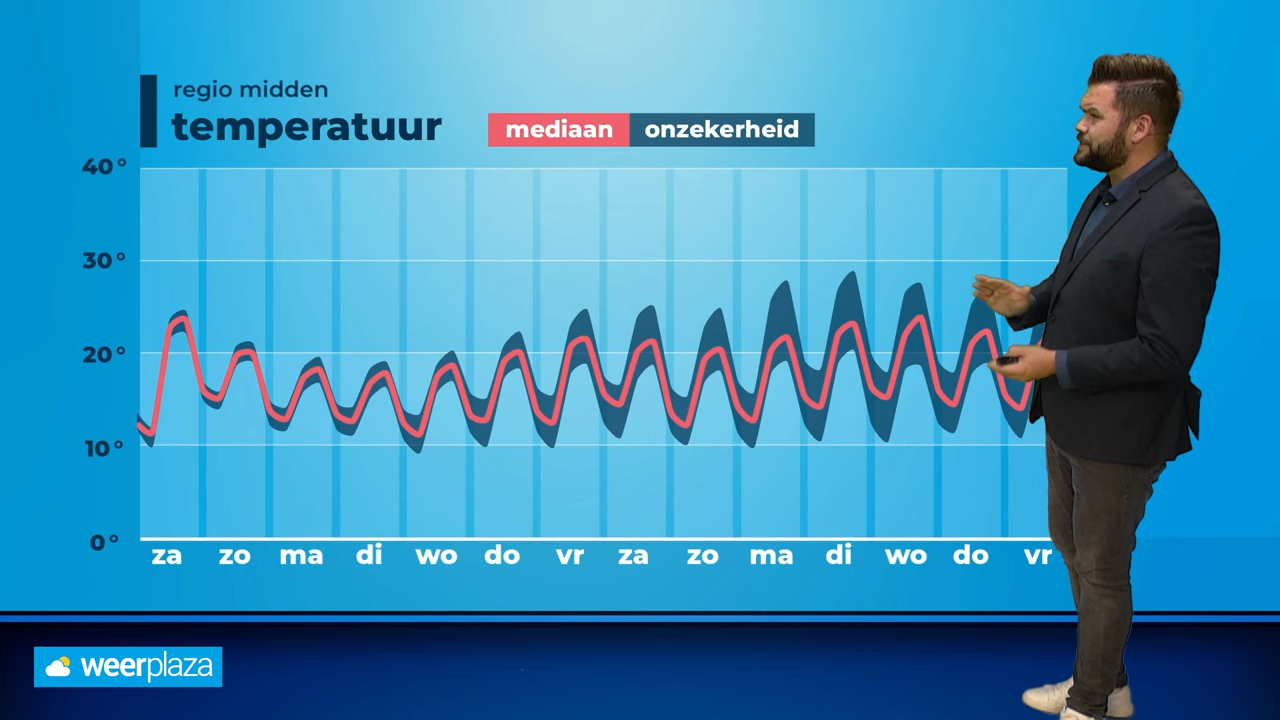 regio midden
temperatuur
mediaan onzekerheid
40°
30°
20°
10°
0°
za zo ma di wo do vr za zo ma di wo do vr
weerplaza